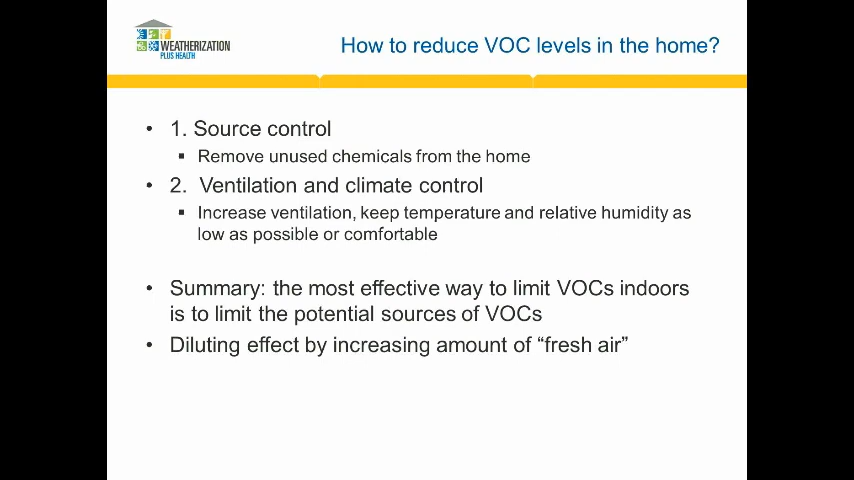 WEATHERIZATION
PLUS HEALTH
How to reduce VOC levels in the home?
• 1. Source control
▪ Remove unused chemicals from the home
• 2. Ventilation and climate control
▪ Increase ventilation, keep temperature and relative humidity as
low as possible or comfortable
• Summary: the most effective way to limit VOCs indoors
is to limit the potential sources of VOCs
• Diluting effect by increasing amount of “fresh air”